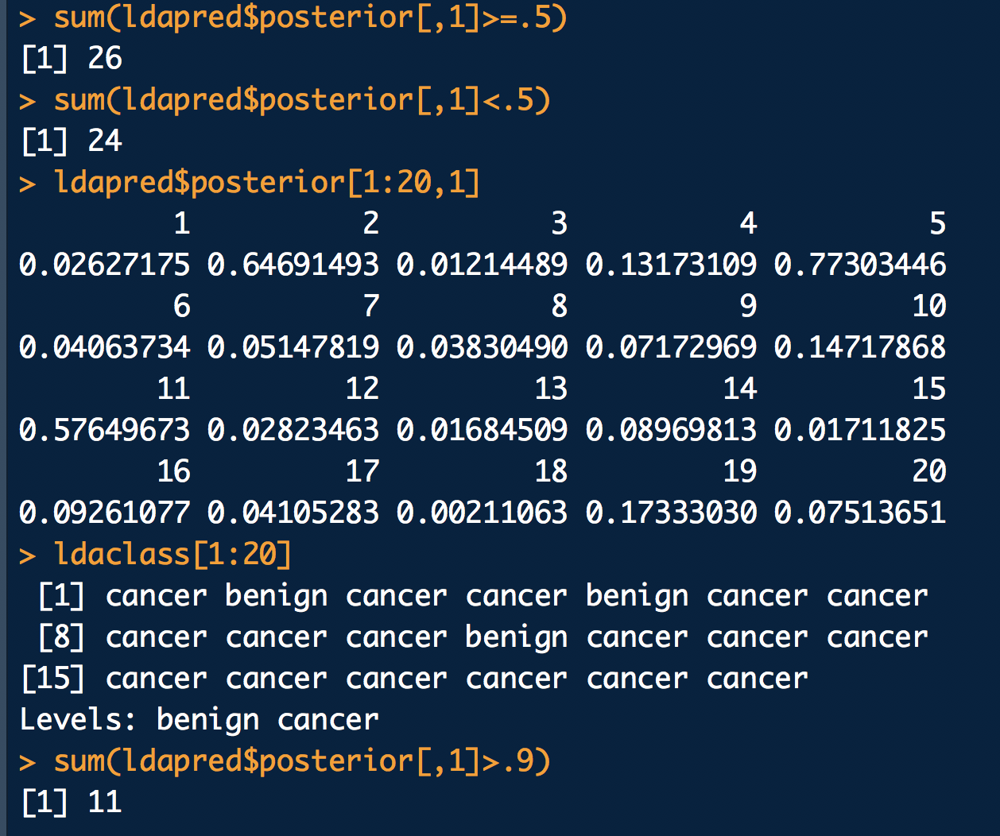 > sum(ldapred$posterior[,1]>=.5)
[1] 26
> sum(ldapred$posterior[,1]<.5)
[1] 24
> ldapred$posterior[1:20,1]
         1          2          3          4          5
0.02627175 0.64691493 0.01214489 0.13173109 0.77303446
         6          7          8          9         10
0.04063734 0.05147819 0.03830490 0.07172969 0.14717868
        11         12         13         14         15
0.57649673 0.02823463 0.01684509 0.08969813 0.01711825
        16         17         18         19         20
0.09261077 0.04105283 0.00211063 0.17333030 0.07513651
> ldaclass[1:20]
 [1] cancer benign cancer cancer benign cancer cancer
 [8] cancer cancer cancer benign cancer cancer cancer
[15] cancer cancer cancer cancer cancer cancer
Levels: benign cancer
> sum(ldapred$posterior[,1]>.9)
[1] 11